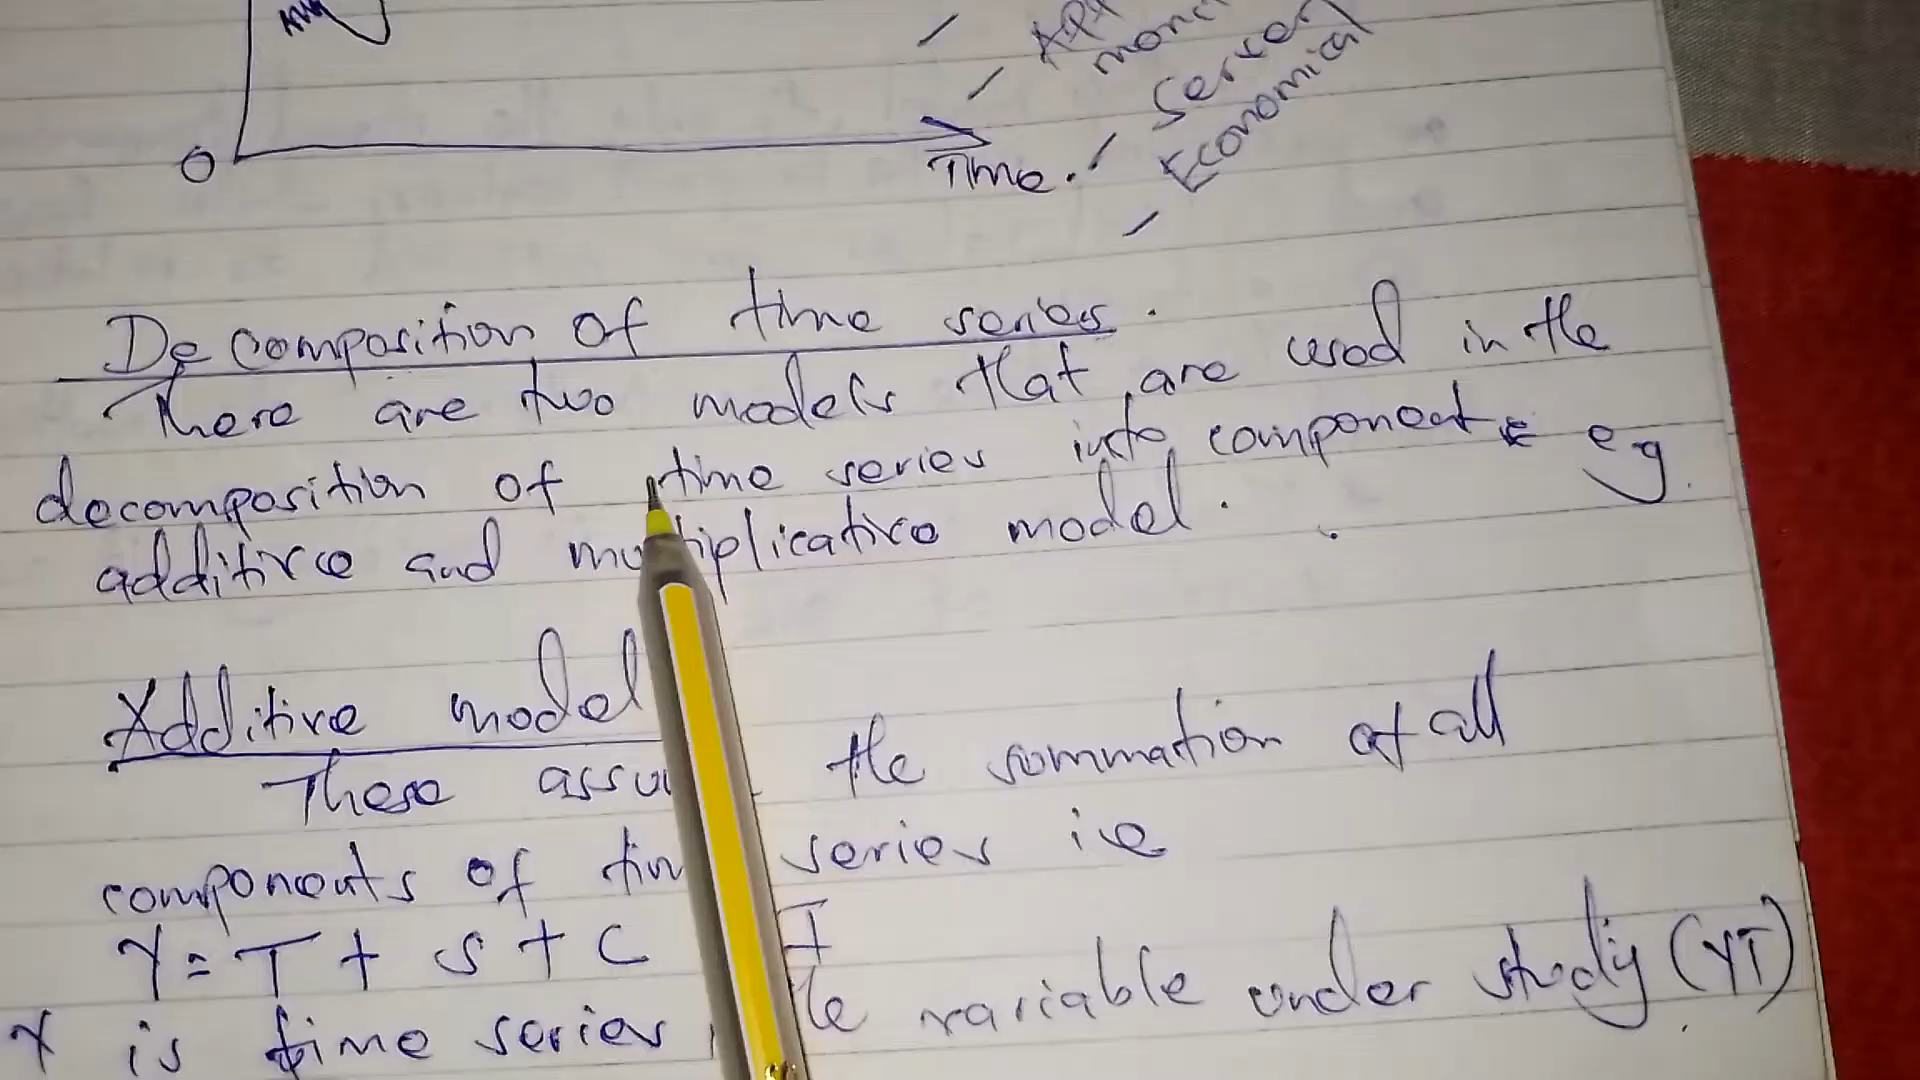 Server
Economical
0
Time.
Decomposition of time series.
There are two models that are used in the
decomposition of time series into components eg
additive and multiplicative model.
Additive model
These the summation of all
components of series ie
Y = T + S + C I
Y is time series variable under study (YT)